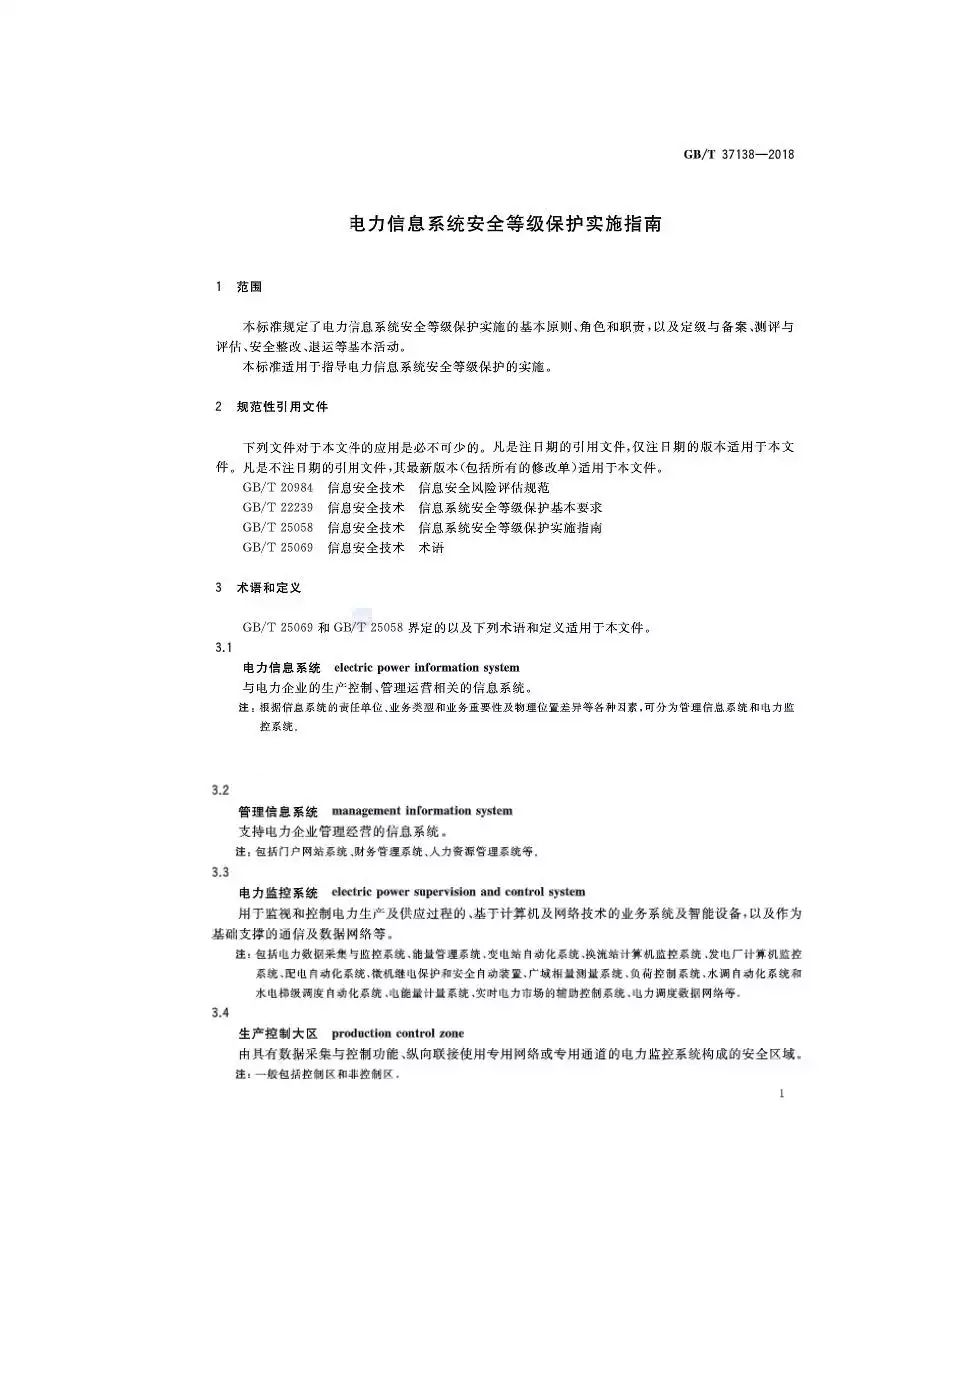 GB/T 37138—2018
电力信息系统安全等级保护实施指南
1 范围
本标准规定了电力信息系统安全等级保护实施的基本原则、角色和职责,以及定级与备案、测评与
评估、安全整改、退运等基本活动。
本标准适用于指导电力信息系统安全等级保护的实施。
2 规范性引用文件
下列文件对于本文件的应用是必不可少的。凡是注日期的引用文件,仅注日期的版本适用于本文
件。凡是不注日期的引用文件,其最新版本(包括所有的修改单)适用于本文件。
GB/T 20984 信息安全技术 信息安全风险评估规范
GB/T 22239 信息安全技术 信息系统安全等级保护基本要求
GB/T 25058 信息安全技术 信息系统安全等级保护实施指南
GB/T 25069 信息安全技术 术语
3 术语和定义
GB/T 25069 和 GB/T 25058 界定的以及下列术语和定义适用于本文件。
3.1
电力信息系统 electric power information system
与电力企业的生产控制、管理运营相关的信息系统。
注:根据信息系统的责任单位、业务类型和业务重要性及物理位置差异等各种因素,可分为管理信息系统和电力监
控系统。
3.2
管理信息系统 management information system
支持电力企业管理经营的信息系统。
注:包括门户网站系统、财务管理系统、人力资源管理系统等。
3.3
电力监控系统 electric power supervision and control system
用于监视和控制电力生产及供应过程的、基于计算机及网络技术的业务系统及智能设备,以及作为
基础支撑的通信及数据网络等。
注:包括电力数据采集与监控系统、能量管理系统、变电站自动化系统、换流站计算机监控系统、发电厂计算机监控
系统、配电自动化系统、微机继电保护和安全自动装置、广域相量测量系统、负荷控制系统、水调自动化系统和
水电梯级调度自动化系统、电能量计量系统、实时电力市场的辅助控制系统、电力调度数据网络等。
3.4
生产控制大区 production control zone
由具有数据采集与控制功能、纵向联接使用专用网络或专用通道的电力监控系统构成的安全区域。
注:一般包括控制区和非控制区。
1